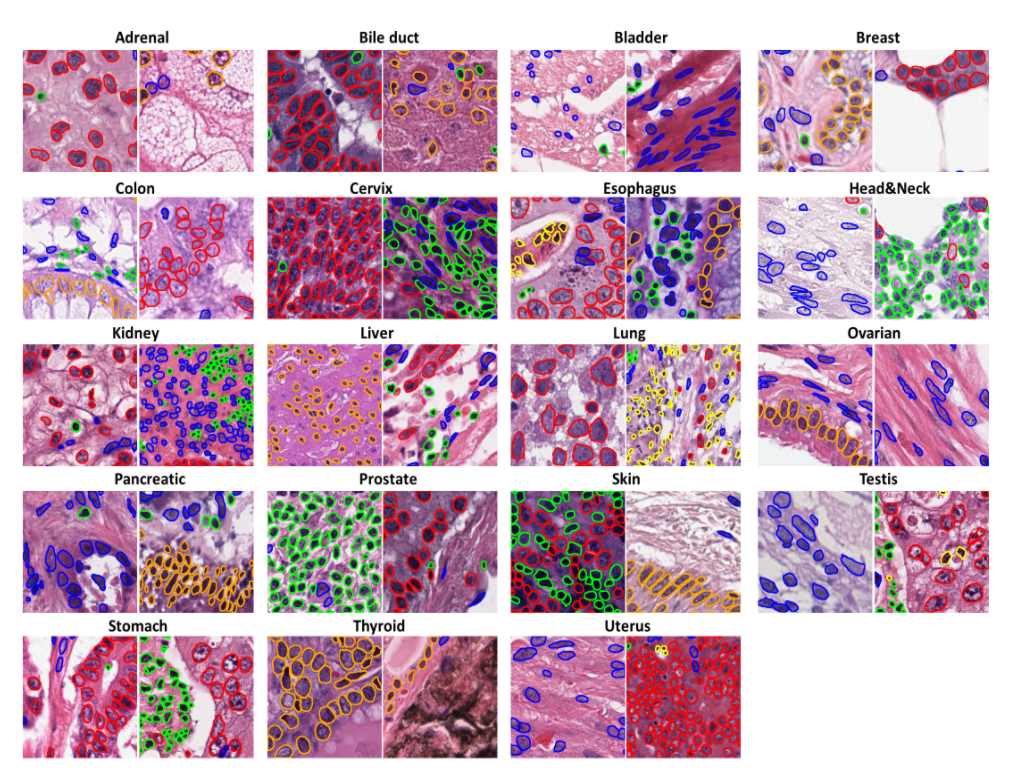 Adrenal
Bile duct
Bladder
Breast
Colon
Cervix
Esophagus
Head&Neck
Kidney
Liver
Lung
Ovarian
Pancreatic
Prostate
Skin
Testis
Stomach
Thyroid
Uterus